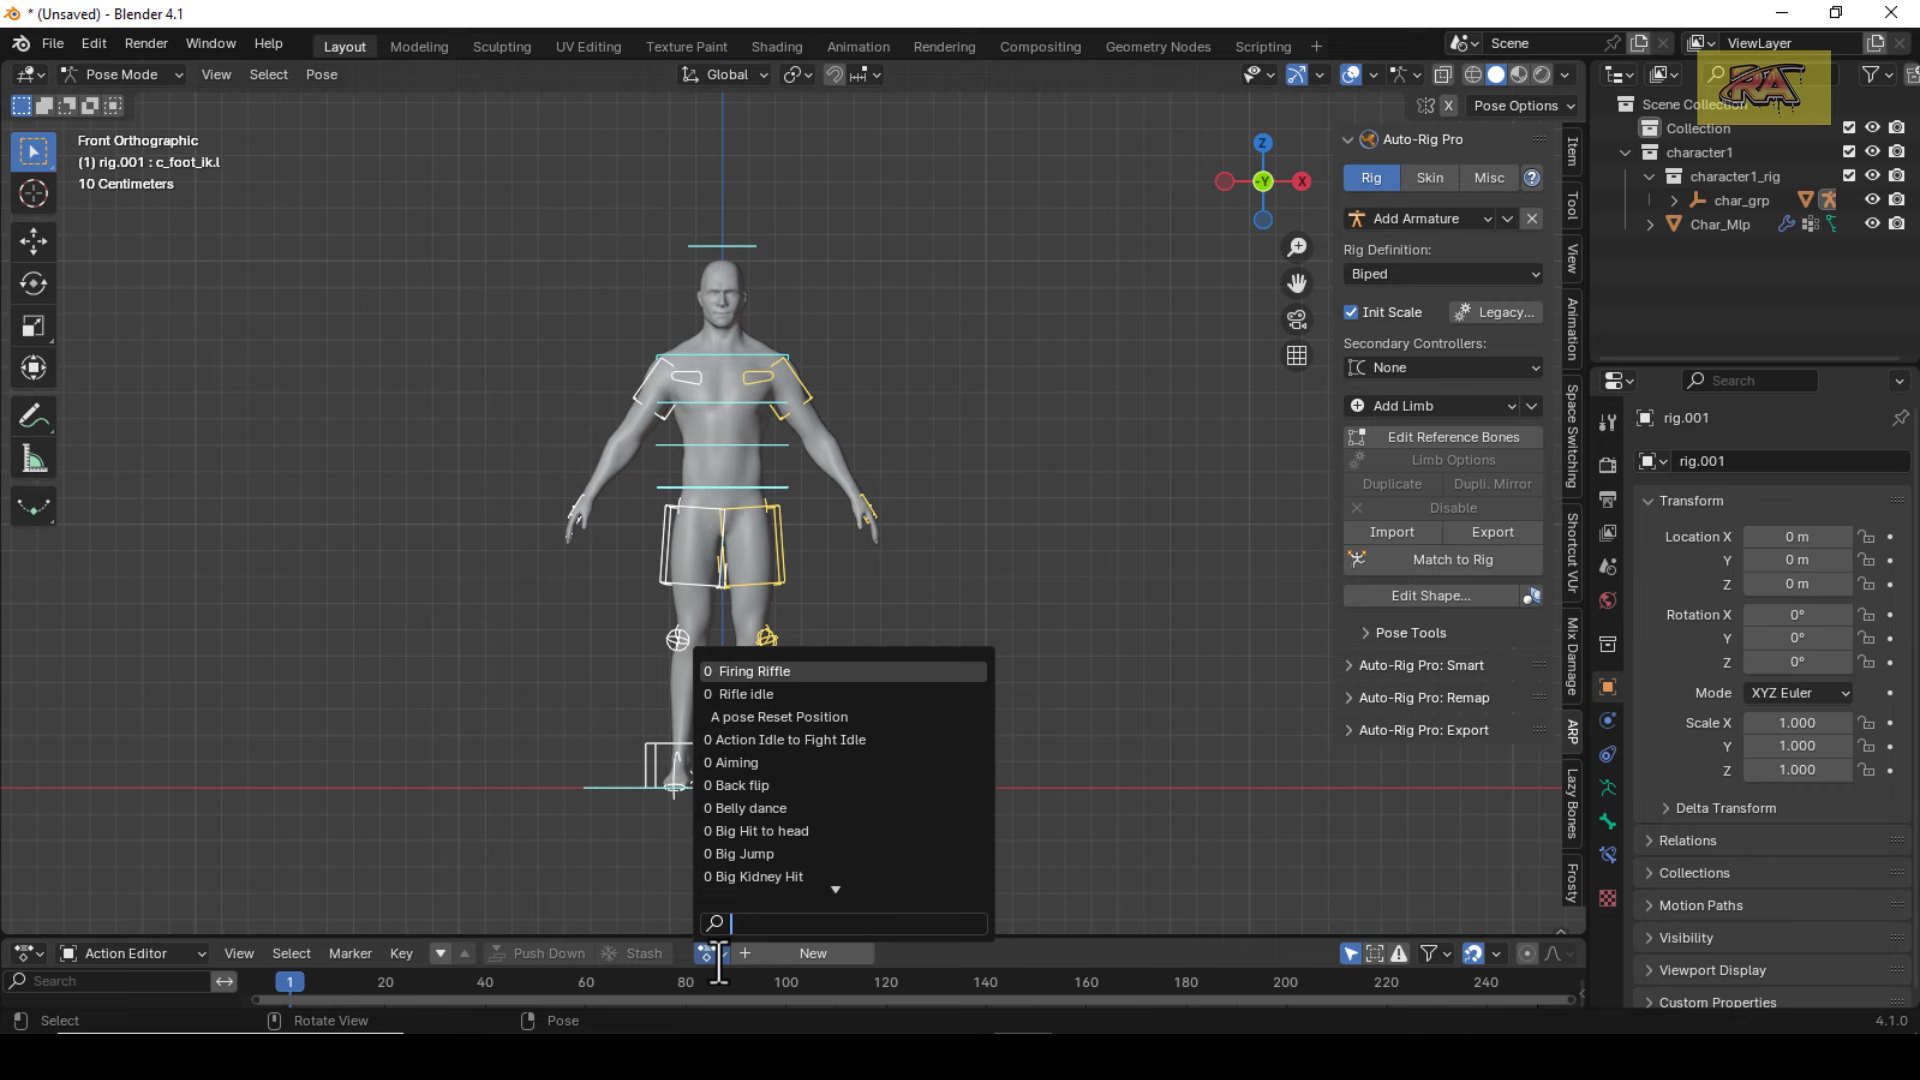 * (Unsaved) - Blender 4.1
File Edit Render Window Help
Layout Modeling Sculpting UV Editing Texture Paint Shading Animation Rendering Compositing Geometry Nodes Scripting +
Scene
ViewLayer
Pose Mode View Select Pose
Global
RA
X Pose Options
Front Orthographic
(1) rig.001 : c_foot_ik.l
10 Centimeters
Z
-Y
X
Auto-Rig Pro
Rig Skin Misc ?
Add Armature
Rig Definition:
Biped
Init Scale Legacy...
Secondary Controllers:
None
Add Limb
Edit Reference Bones
Limb Options
Duplicate Dupli. Mirror
Disable
Import Export
Match to Rig
Edit Shape...
Pose Tools
Auto-Rig Pro: Smart
Auto-Rig Pro: Remap
Auto-Rig Pro: Export
Item
Tool
View
Animation
Space Switching
Shortcut VUr
Mix Damage
ARP
Lazy Bones
Frosty
Scene Collection
Collection
character1
character1_rig
char_grp
Char_Mlp
Search
rig.001
rig.001
Transform
Location X 0 m
Y 0 m
Z 0 m
Rotation X 0°
Y 0°
Z 0°
Mode XYZ Euler
Scale X 1.000
Y 1.000
Z 1.000
Delta Transform
Relations
Collections
Motion Paths
Visibility
Viewport Display
Custom Properties
0 Firing Riffle
0 Rifle idle
A pose Reset Position
0 Action Idle to Fight Idle
0 Aiming
0 Back flip
0 Belly dance
0 Big Hit to head
0 Big Jump
0 Big Kidney Hit
Action Editor View Select Marker Key Push Down Stash + New
Search
1 20 40 60 80 100 120 140 160 180 200 220 240
Select Rotate View Pose
4.1.0